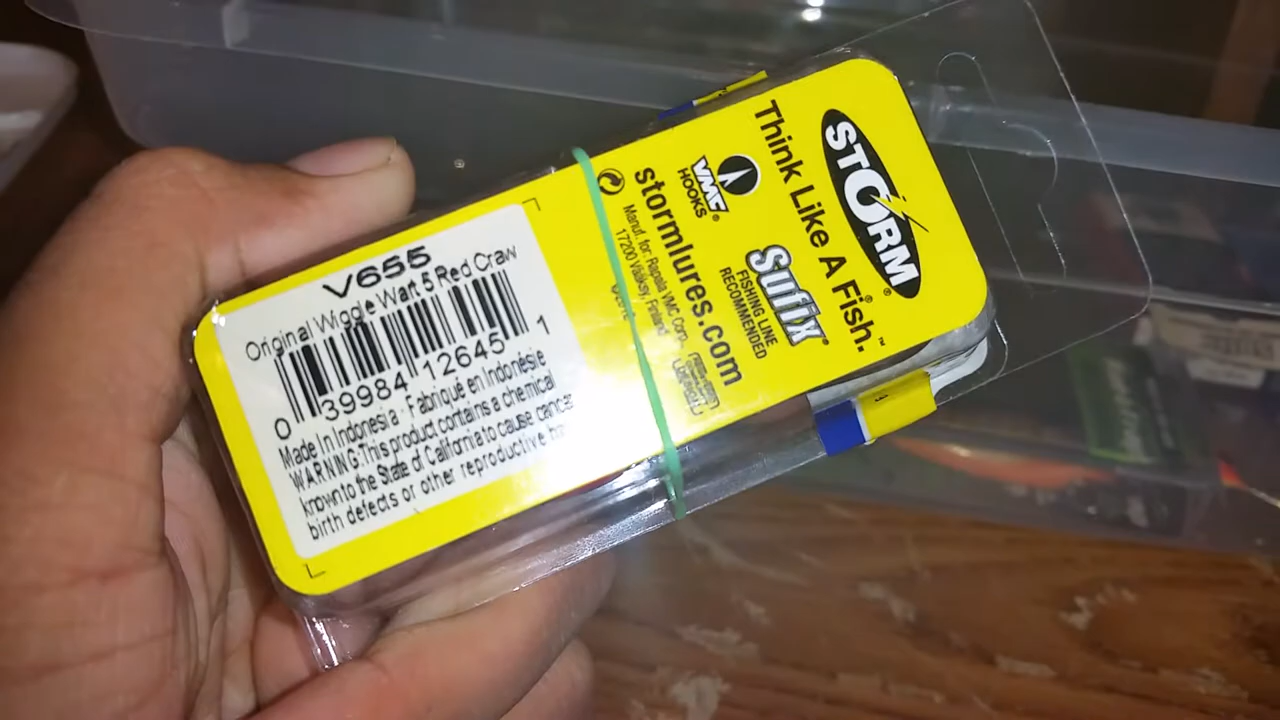 STORM®
Think Like A Fish.™
VMC®
HOOKS
Sufix®
FISHING LINE
RECOMMENDED
stormlures.com
Manuf. for: Rapala VMC Corp.
17200 Vääksy, Finland
V655
Original Wiggle Wart 5 Red Craw
0 39984 12645 1
Made In Indonesia · Fabriqué en Indonésie
WARNING: This product contains a chemical
known to the State of California to cause cancer
birth defects or other reproductive